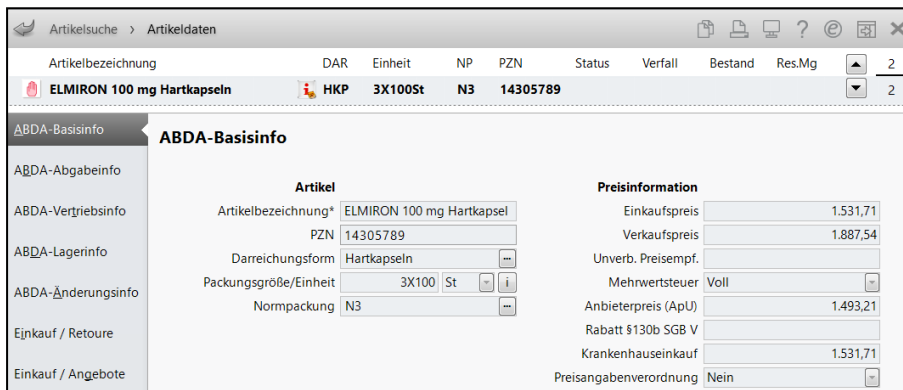 Artikelsuche > Artikeldaten
Artikelbezeichnung DAR Einheit NP PZN Status Verfall Bestand Res.Mg 2
ELMIRON 100 mg Hartkapseln HKP 3X100St N3 14305789 2
ABDA-Basisinfo
ABDA-Abgabeinfo
ABDA-Vertriebsinfo
ABDA-Lagerinfo
ABDA-Änderungsinfo
Einkauf / Retoure
Einkauf / Angebote
ABDA-Basisinfo
Artikel
Artikelbezeichnung* ELMIRON 100 mg Hartkapsel
PZN 14305789
Darreichungsform Hartkapseln
Packungsgröße/Einheit 3X100 St i
Normpackung N3
Preisinformation
Einkaufspreis 1.531,71
Verkaufspreis 1.887,54
Unverb. Preisempf.
Mehrwertsteuer Voll
Anbieterpreis (ApU) 1.493,21
Rabatt §130b SGB V
Krankenhauseinkauf 1.531,71
Preisangabenverordnung Nein